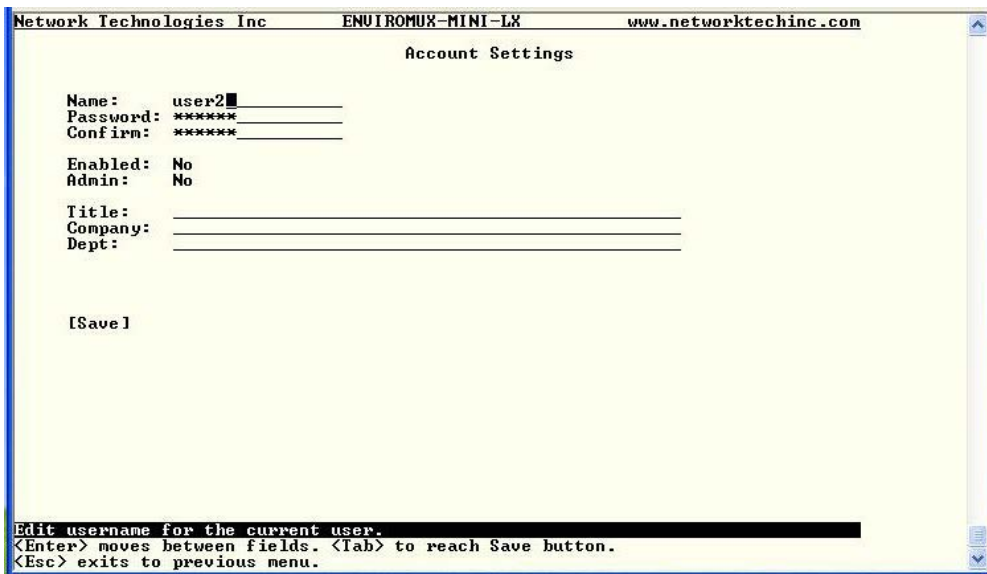 Network Technologies Inc ENVIROMUX-MINI-LX www.networktechinc.com
Account Settings
Name: user2
Password: ******
Confirm: ******
Enabled: No
Admin: No
Title:
Company:
Dept:
[Save]
Edit username for the current user.
<Enter> moves between fields. <Tab> to reach Save button.
<Esc> exits to previous menu.